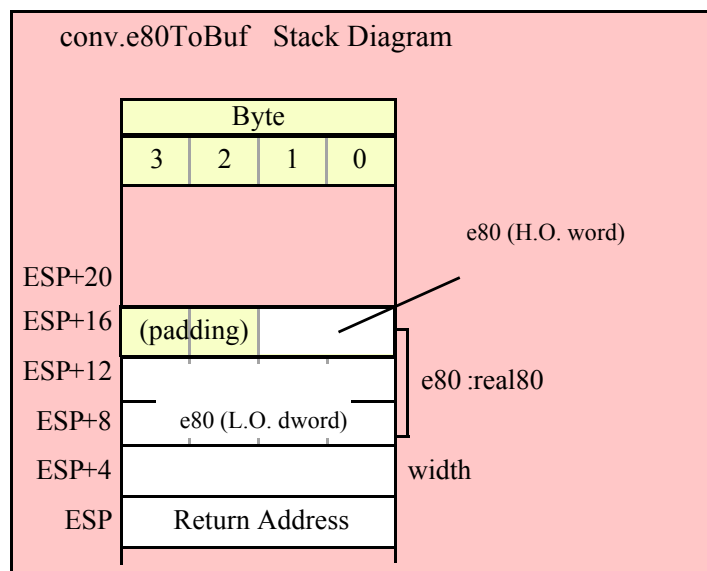 conv.e80ToBuf Stack Diagram
Byte
3 2 1 0
e80 (H.O. word)
ESP+20
ESP+16 (padding)
ESP+12
e80 :real80
ESP+8 e80 (L.O. dword)
ESP+4 width
ESP Return Address